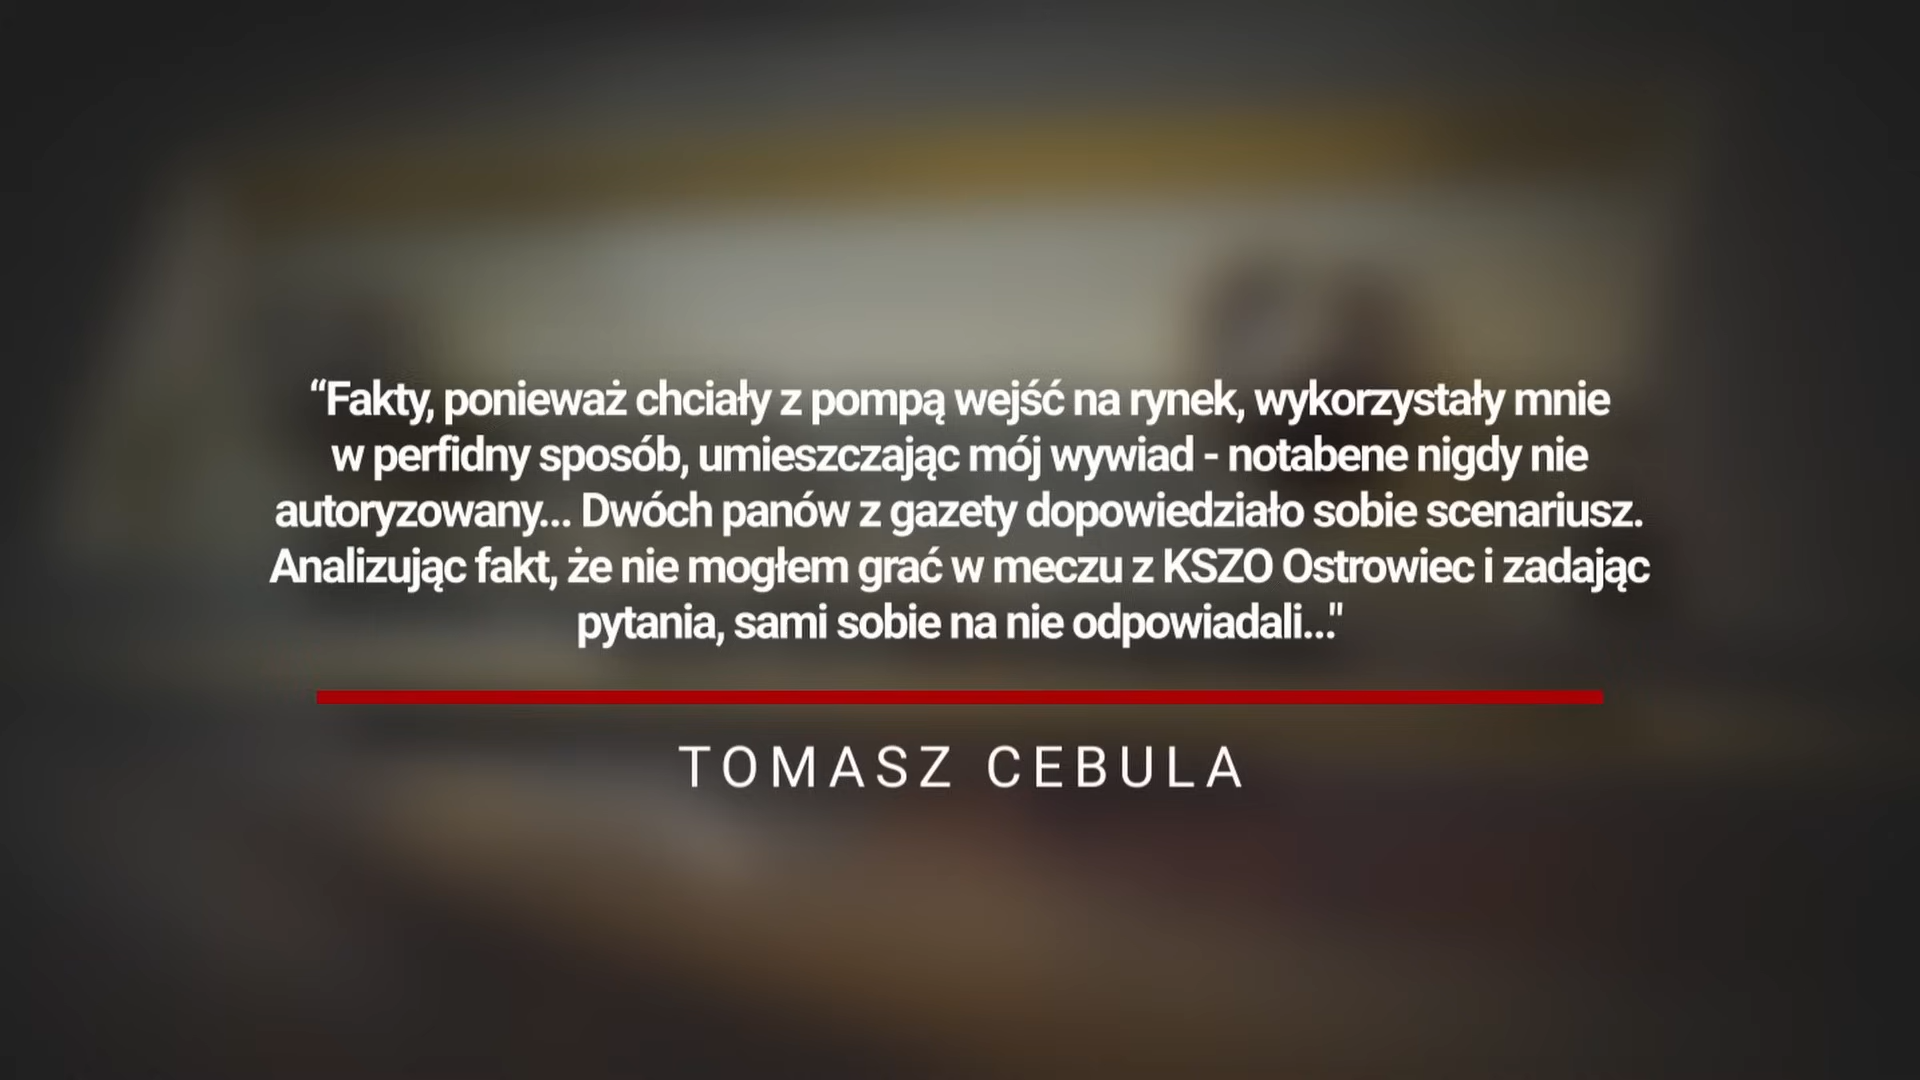 “Fakty, ponieważ chciały z pompą wejść na rynek, wykorzystały mnie
w perfidny sposób, umieszczając mój wywiad - notabene nigdy nie
autoryzowany... Dwóch panów z gazety dopowiedziało sobie scenariusz.
Analizując fakt, że nie mogłem grać w meczu z KSZO Ostrowiec i zadając
pytania, sami sobie na nie odpowiadali..."
TOMASZ CEBULA